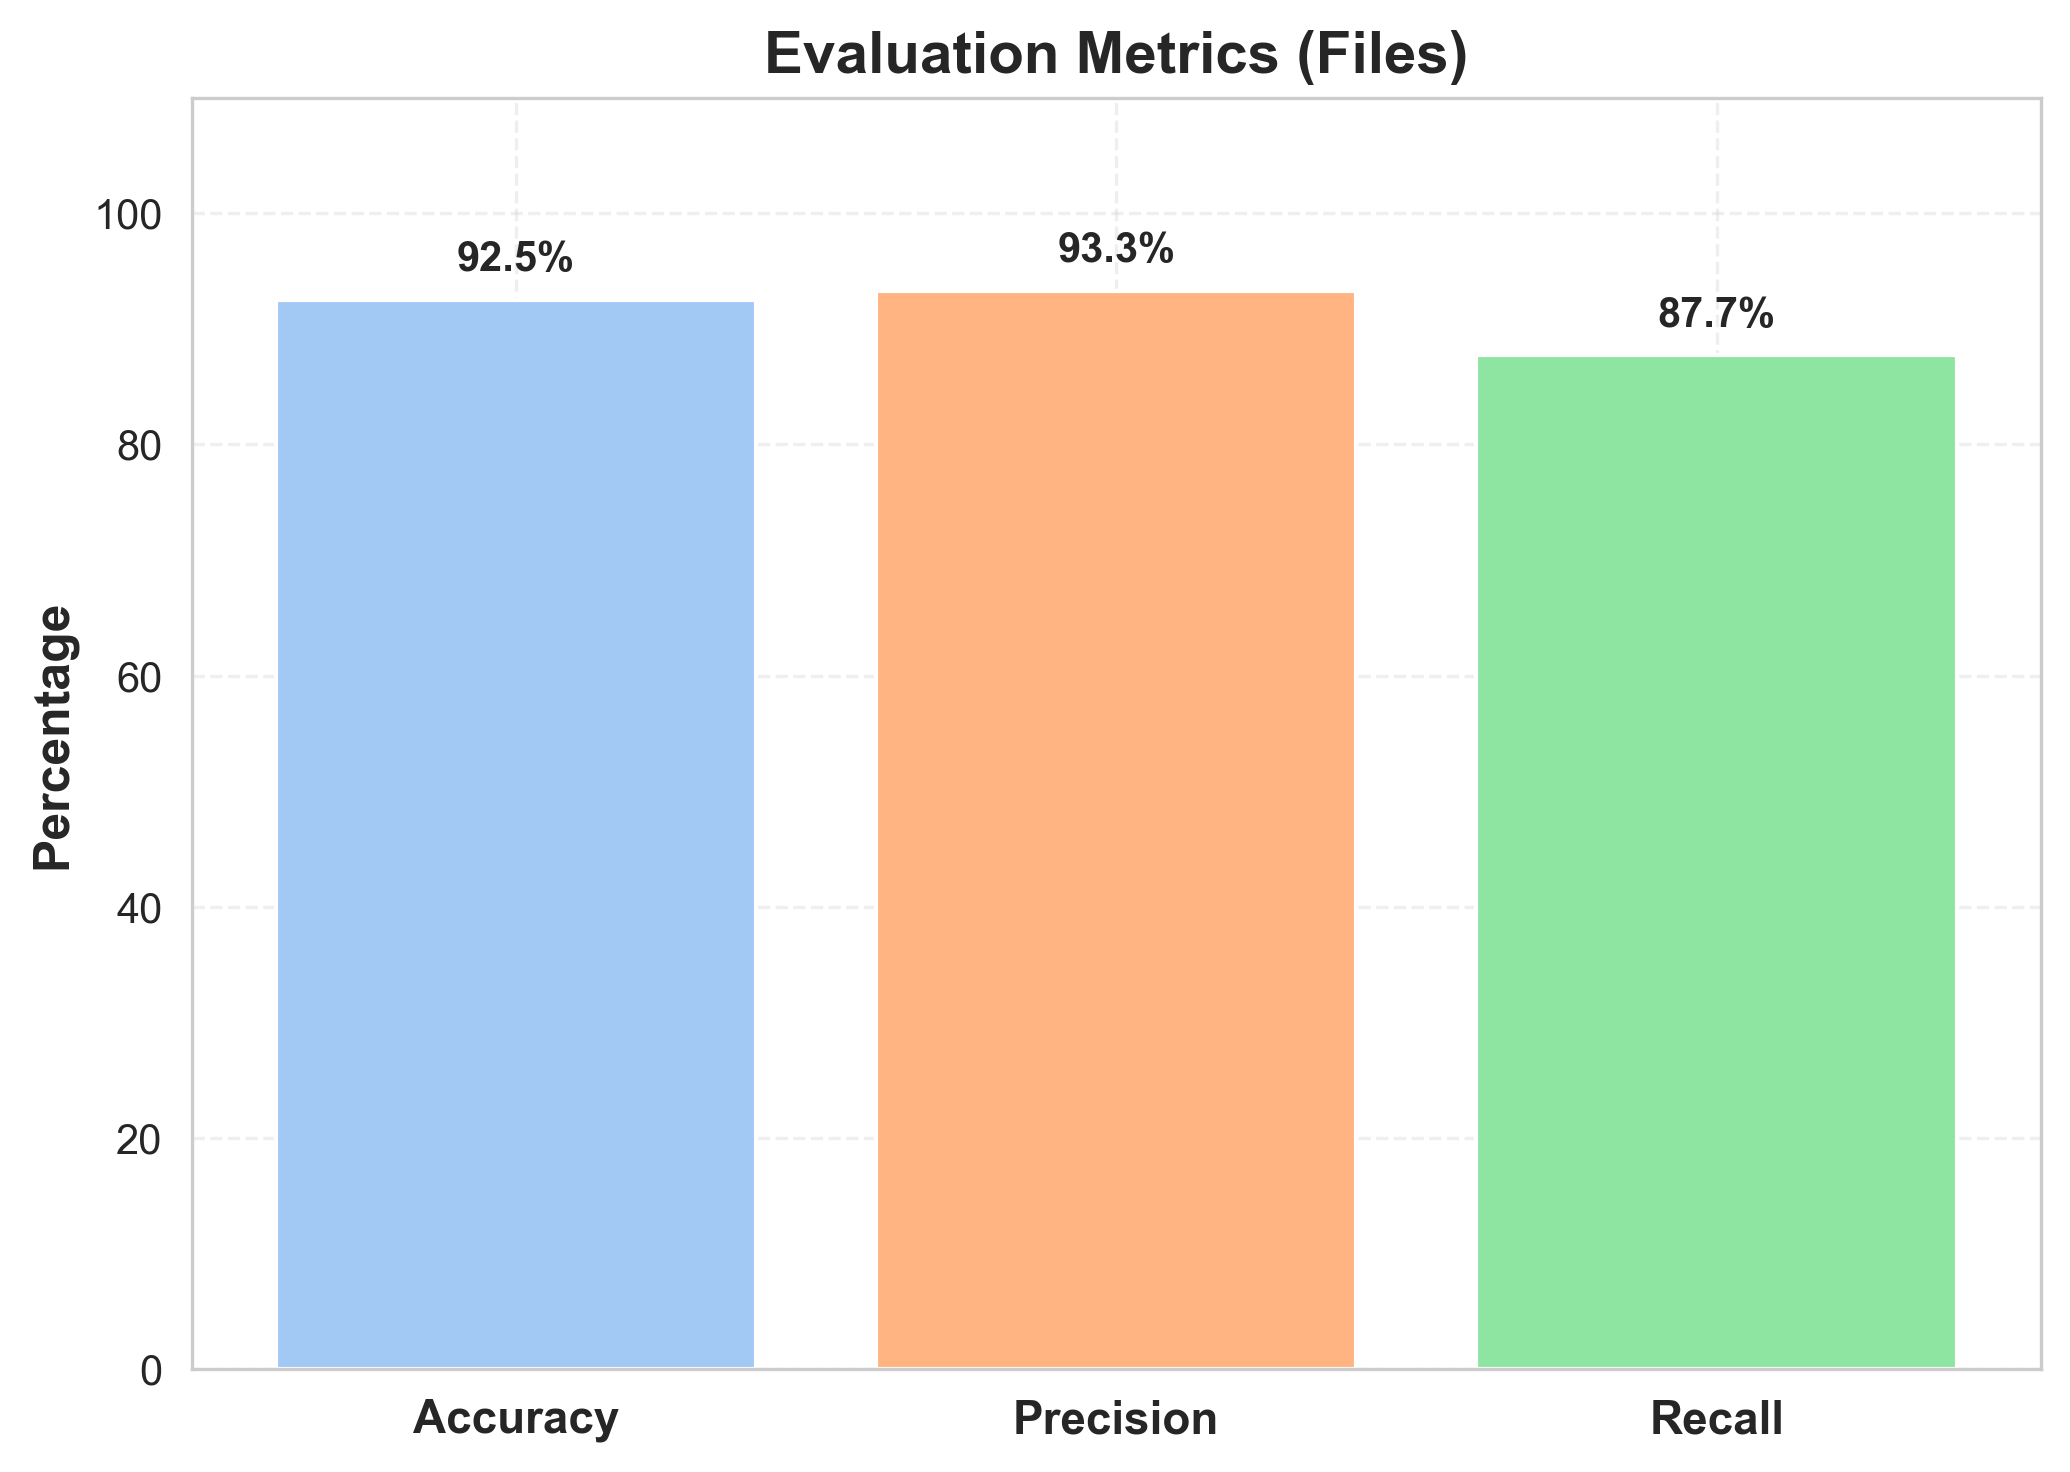 Evaluation Metrics (Files)
Percentage
100
80
60
40
20
0
92.5%
93.3%
87.7%
Accuracy
Precision
Recall